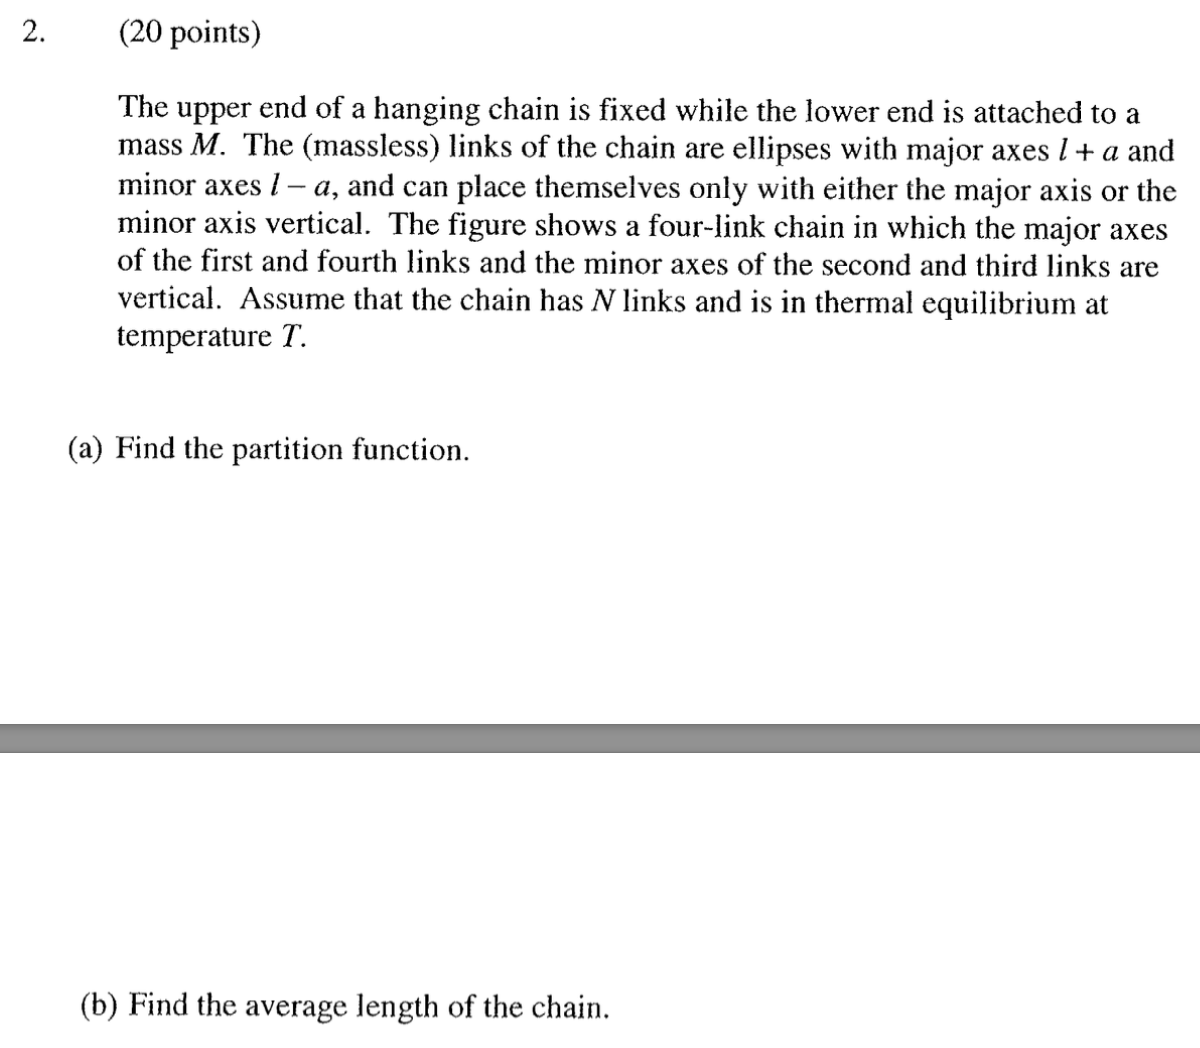 2. (20 points)
The upper end of a hanging chain is fixed while the lower end is attached to a
mass M. The (massless) links of the chain are ellipses with major axes l + a and
minor axes l – a, and can place themselves only with either the major axis or the
minor axis vertical. The figure shows a four-link chain in which the major axes
of the first and fourth links and the minor axes of the second and third links are
vertical. Assume that the chain has N links and is in thermal equilibrium at
temperature T.
(a) Find the partition function.
(b) Find the average length of the chain.